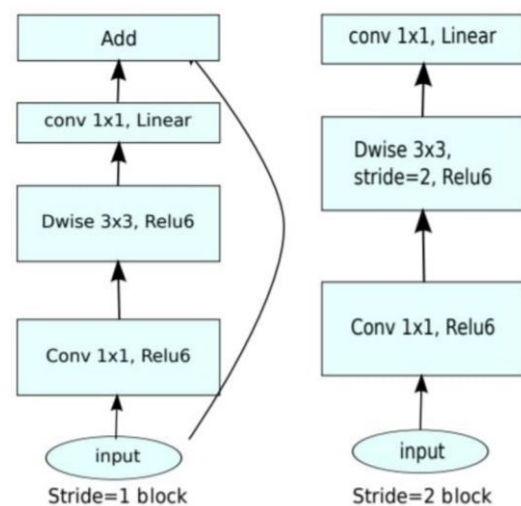 Add
conv 1x1, Linear
Dwise 3x3, Relu6
Conv 1x1, Relu6
input
Stride=1 block
conv 1x1, Linear
Dwise 3x3,
stride=2, Relu6
Conv 1x1, Relu6
input
Stride=2 block